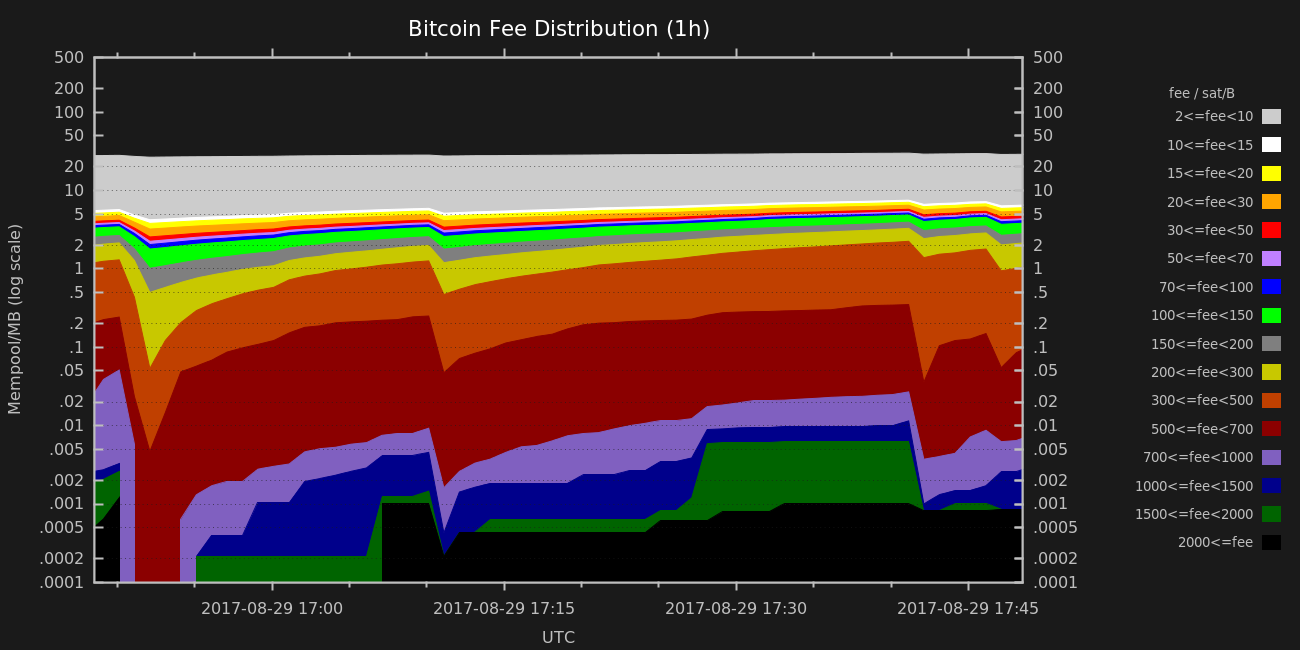 Bitcoin Fee Distribution (1h)
500
200
100
50
20
10
5
2
1
.5
.2
.1
.05
.02
.01
.005
.002
.001
.0005
.0002
.0001
Mempool/MB (log scale)
500
200
100
50
20
10
5
2
1
.5
.2
.1
.05
.02
.01
.005
.002
.001
.0005
.0002
.0001
2017-08-29 17:00
2017-08-29 17:15
2017-08-29 17:30
2017-08-29 17:45
UTC
fee / sat/B
2<=fee<10
10<=fee<15
15<=fee<20
20<=fee<30
30<=fee<50
50<=fee<70
70<=fee<100
100<=fee<150
150<=fee<200
200<=fee<300
300<=fee<500
500<=fee<700
700<=fee<1000
1000<=fee<1500
1500<=fee<2000
2000<=fee